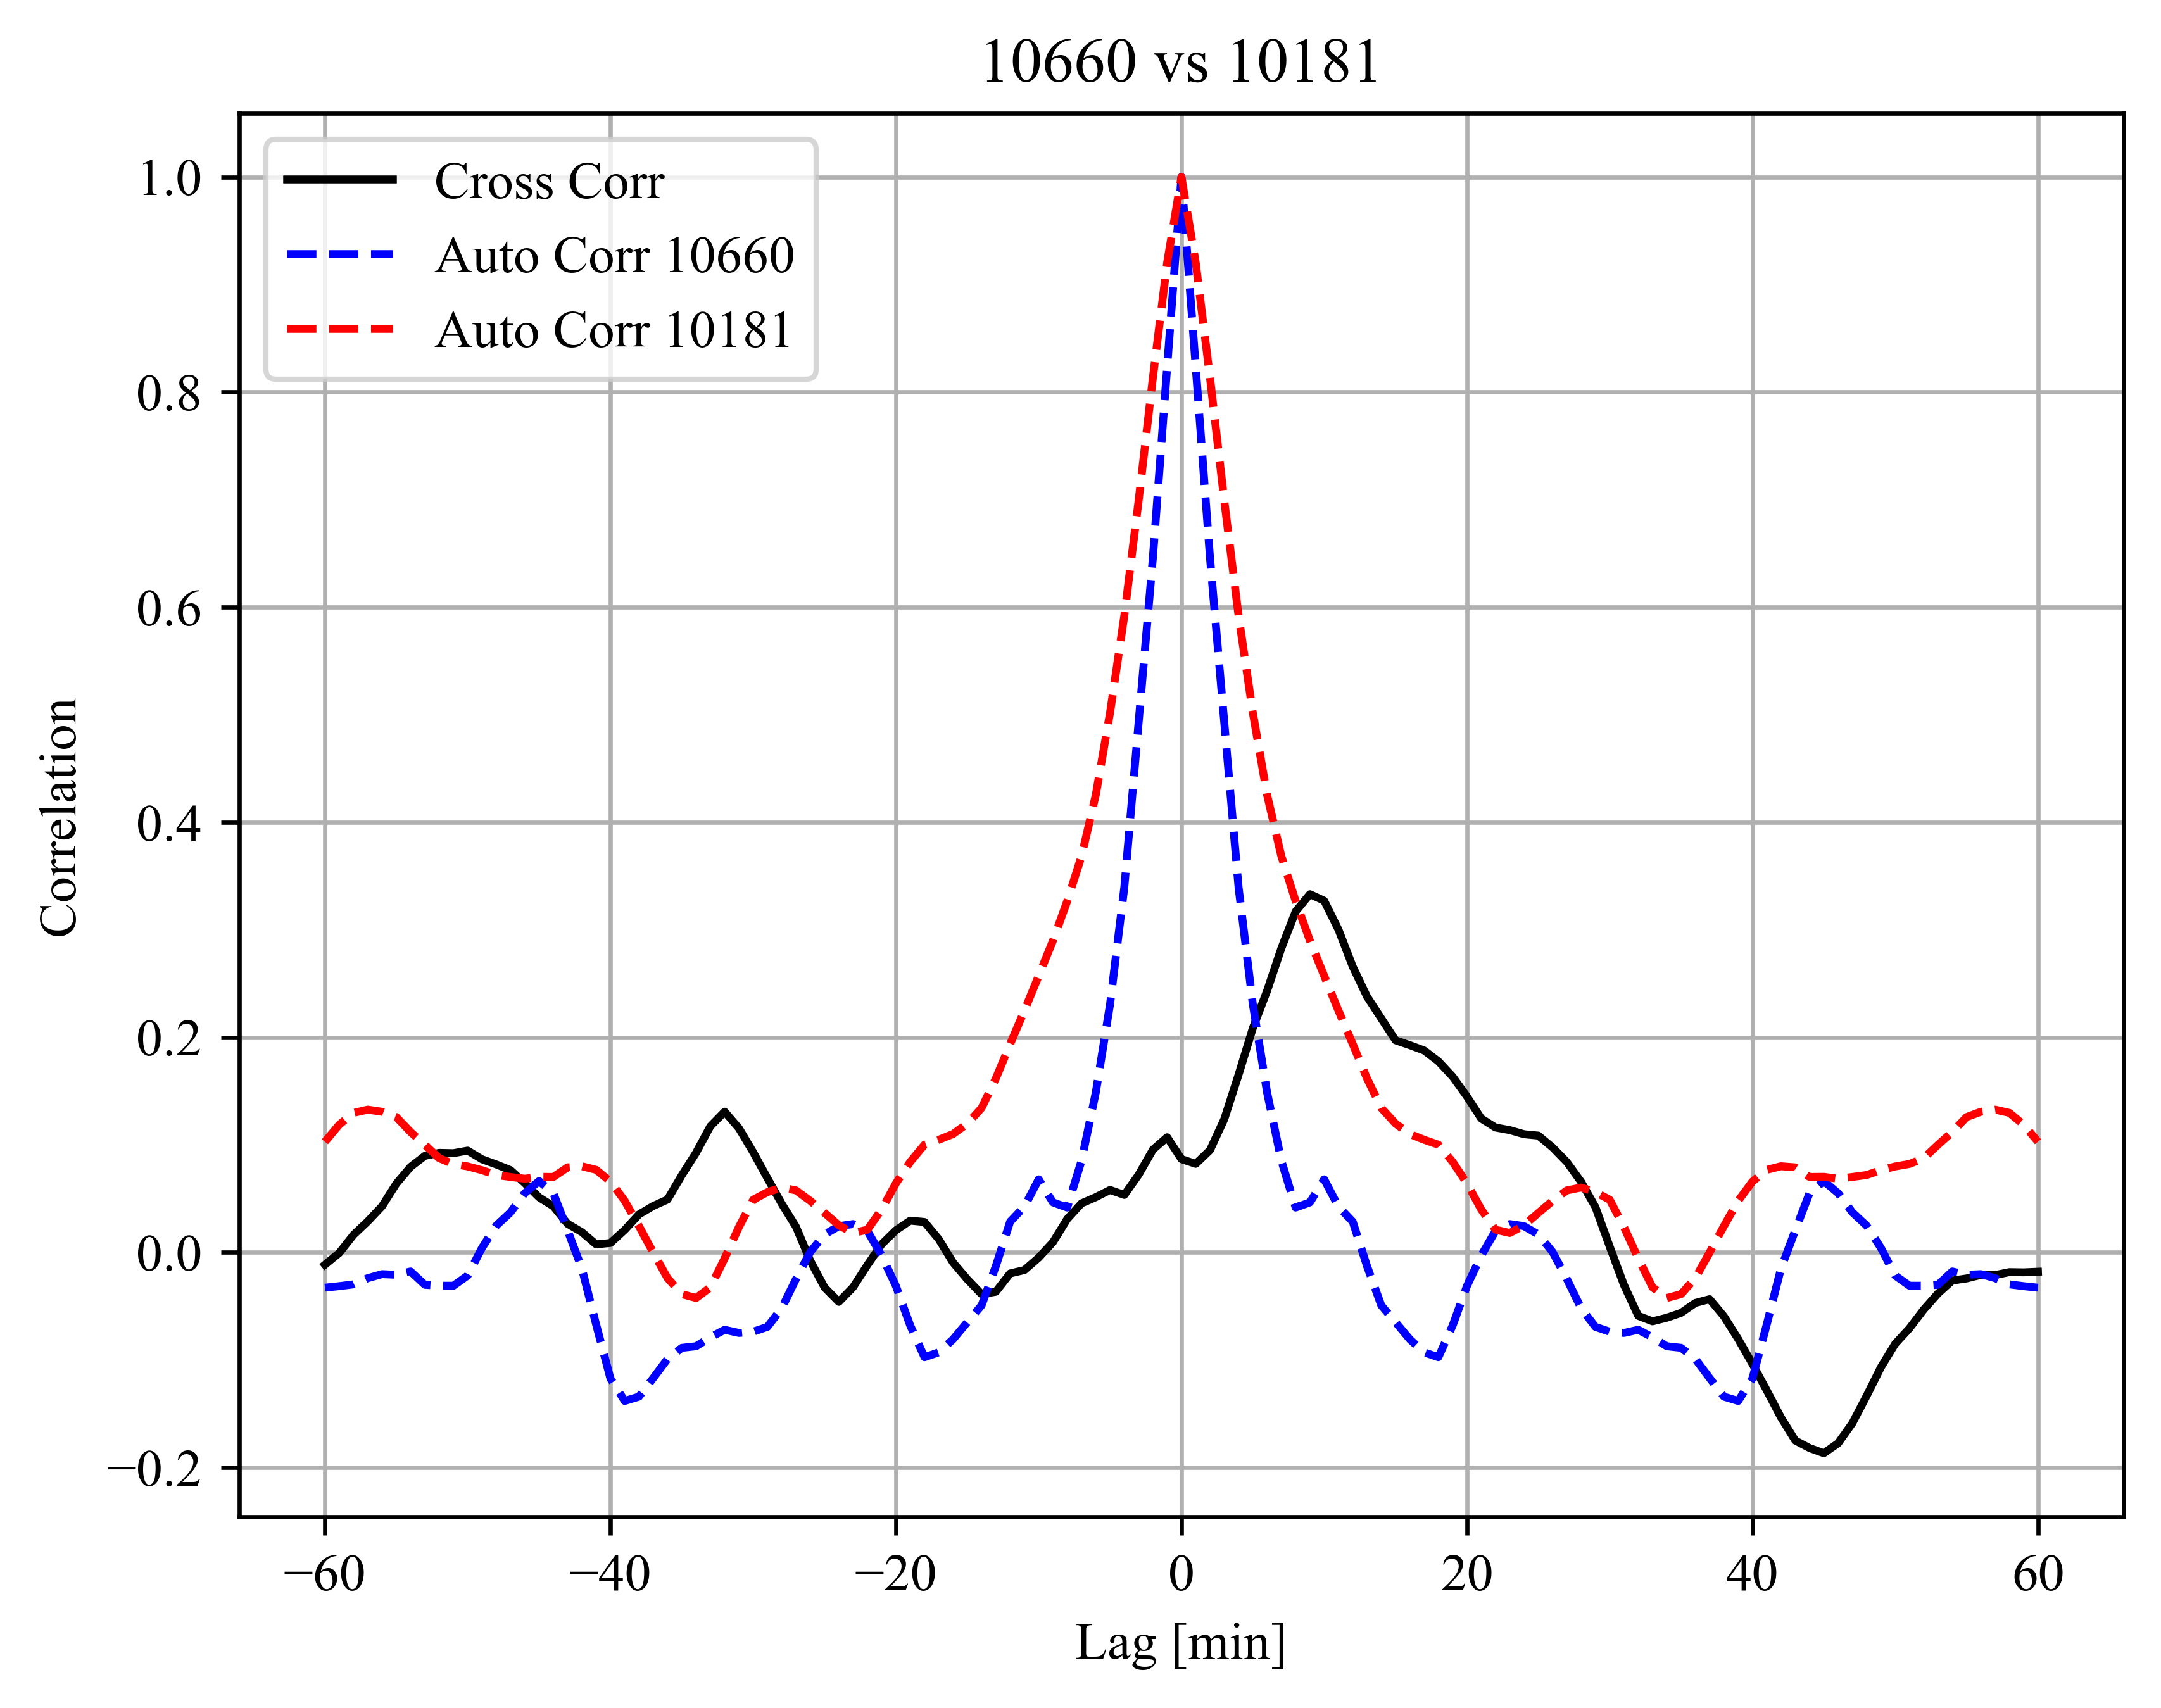 10660 vs 10181
Cross Corr
Auto Corr 10660
Auto Corr 10181
1.0
0.8
0.6
0.4
0.2
0.0
−0.2
Correlation
−60 −40 −20 0 20 40 60
Lag [min]